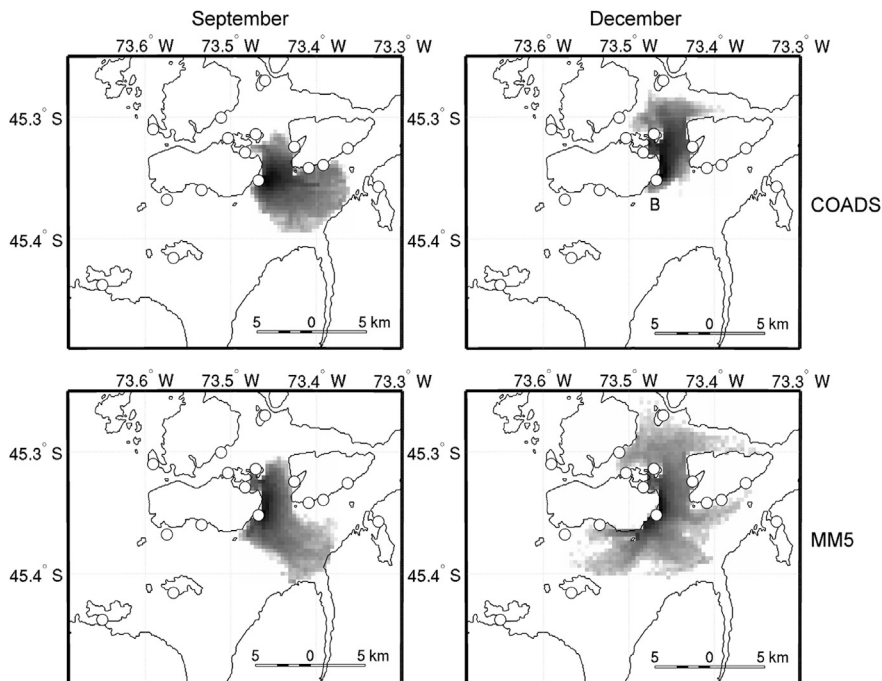 September December
73.6° W 73.5° W 73.4° W 73.3° W 73.6° W 73.5° W 73.4° W 73.3° W
45.3° S 45.3° S
B
COADS
45.4° S 45.4° S
5 0 5 km 5 0 5 km
73.6° W 73.5° W 73.4° W 73.3° W 73.6° W 73.5° W 73.4° W 73.3° W
45.3° S 45.3° S
MM5
45.4° S 45.4° S
5 0 5 km 5 0 5 km